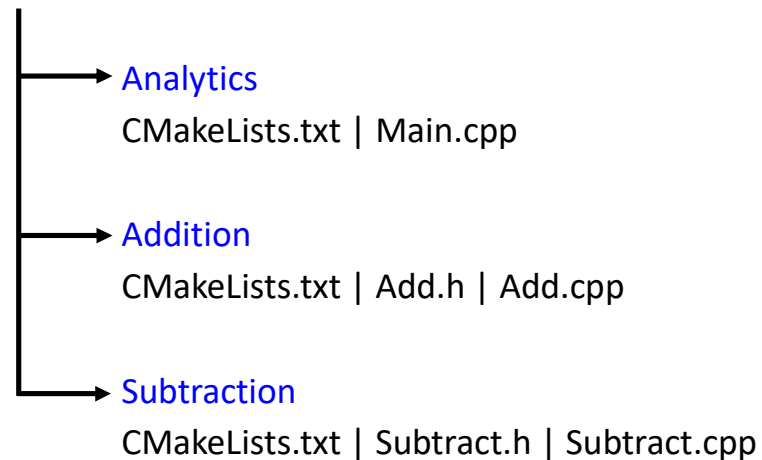 Analytics
CMakeLists.txt | Main.cpp
Addition
CMakeLists.txt | Add.h | Add.cpp
Subtraction
CMakeLists.txt | Subtract.h | Subtract.cpp